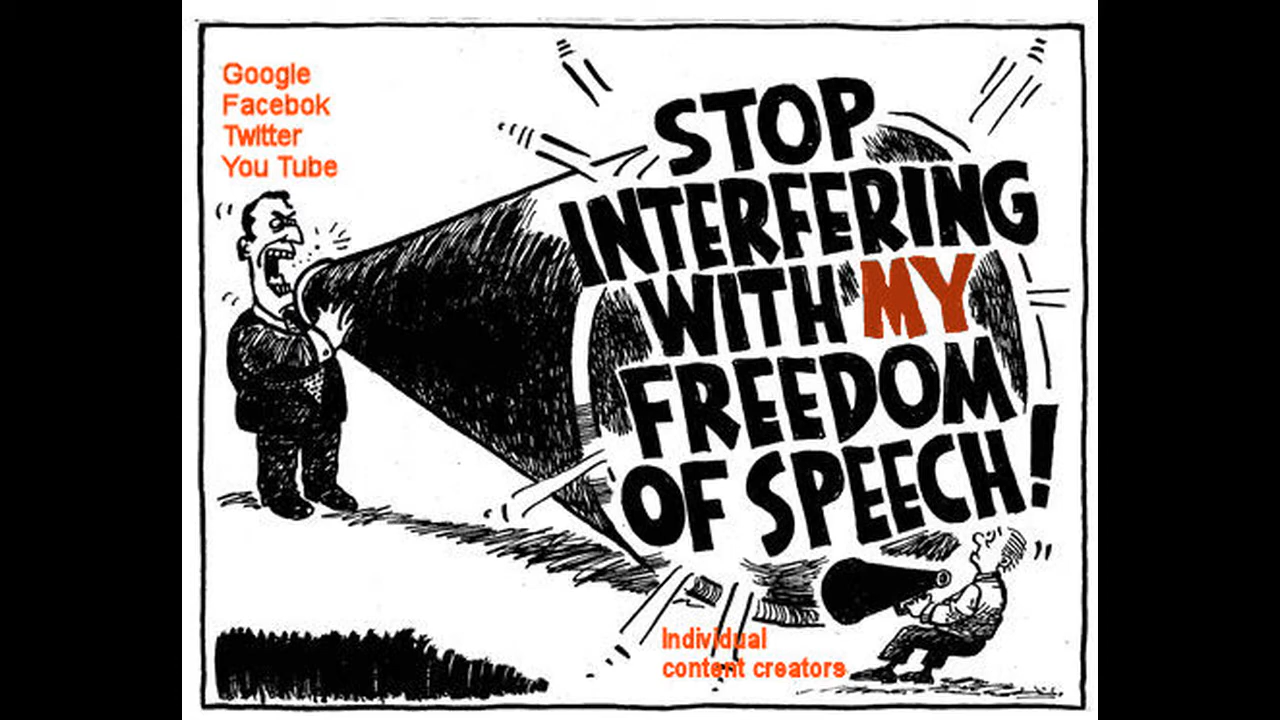 Google
Facebok
Twitter
You Tube
STOP
INTERFERING
WITH MY
FREEDOM
OF SPEECH!
Individual
content creators